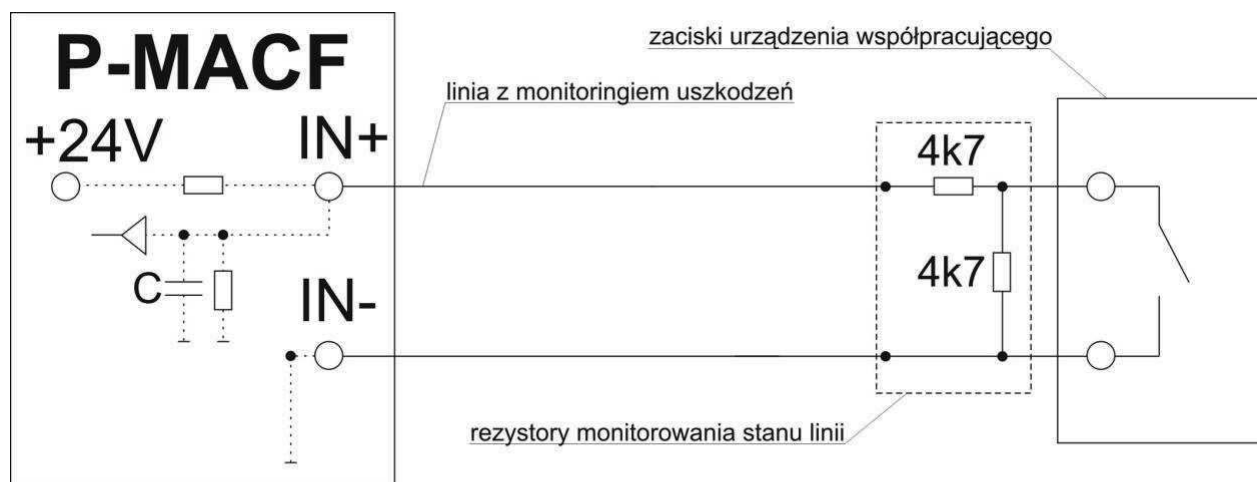 zaciski urządzenia współpracującego
P-MACF
linia z monitoringiem uszkodzeń
+24V
IN+
4k7
4k7
C
IN-
rezystory monitorowania stanu linii